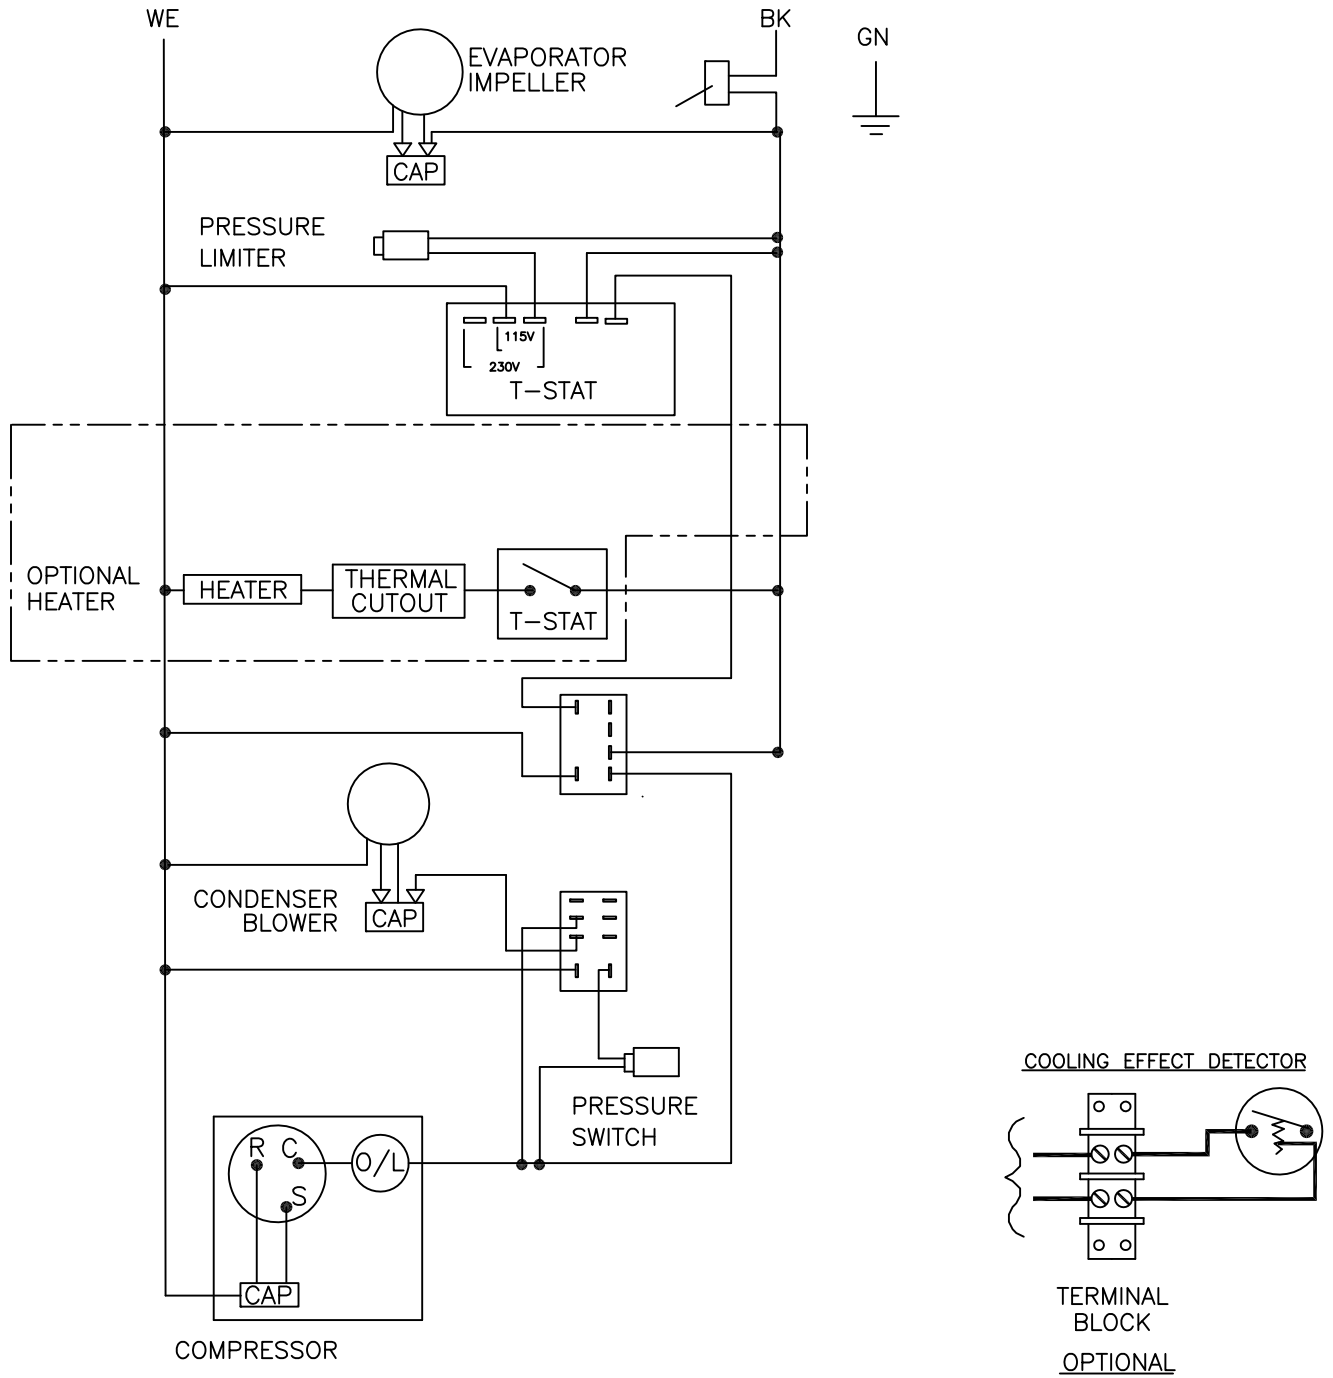 WE
BK
GN
EVAPORATOR
IMPELLER
CAP
PRESSURE
LIMITER
115V
230V
T-STAT
OPTIONAL
HEATER
HEATER
THERMAL
CUTOUT
T-STAT
CONDENSER
BLOWER
CAP
PRESSURE
SWITCH
R
C
S
O/L
CAP
COMPRESSOR
COOLING EFFECT DETECTOR
TERMINAL
BLOCK
OPTIONAL